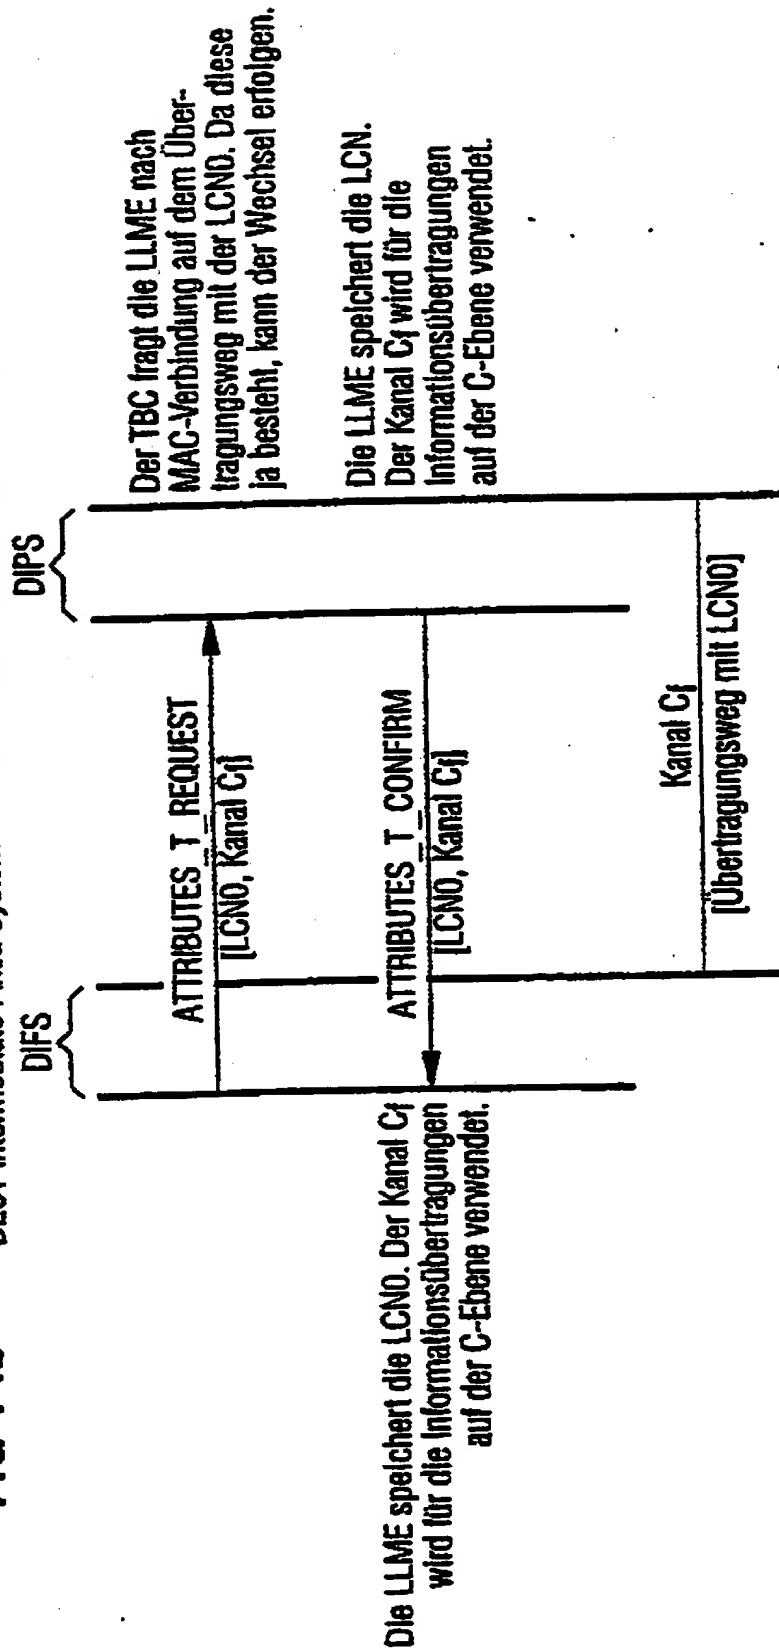 DIFS
DIPS
ATTRIBUTES_T_REQUEST
[LCN0, Kanal Cf]
Der TBC fragt die LLME nach
MAC-Verbindung auf dem Über-
tragungsweg mit der LCN0. Da diese
ja besteht, kann der Wechsel erfolgen.
Die LLME speichert die LCN0. Der Kanal Cf
wird für die Informationsübertragungen
auf der C-Ebene verwendet.
ATTRIBUTES_T_CONFIRM
[LCN0, Kanal Cf]
Die LLME speichert die LCN.
Der Kanal Cf wird für die
Informationsübertragungen
auf der C-Ebene verwendet.
Kanal Cf
[Übertragungsweg mit LCN0]